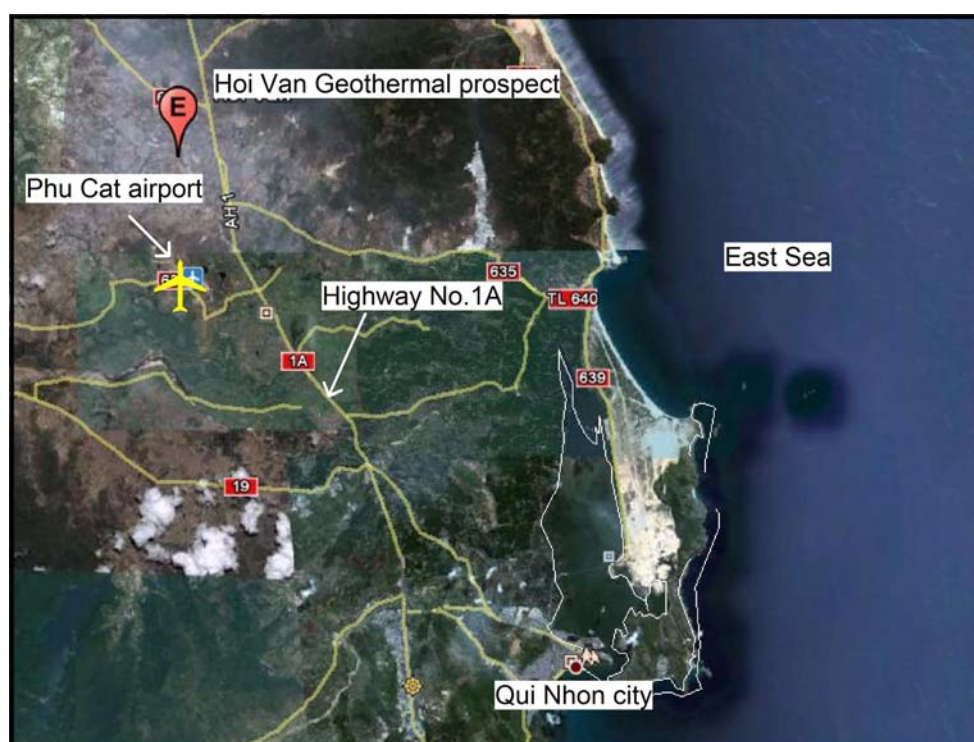 Hoi Van Geothermal prospect
E
Phu Cat airport
AH 1
East Sea
635
Highway No.1A
TL 640
1A
639
19
Qui Nhon city